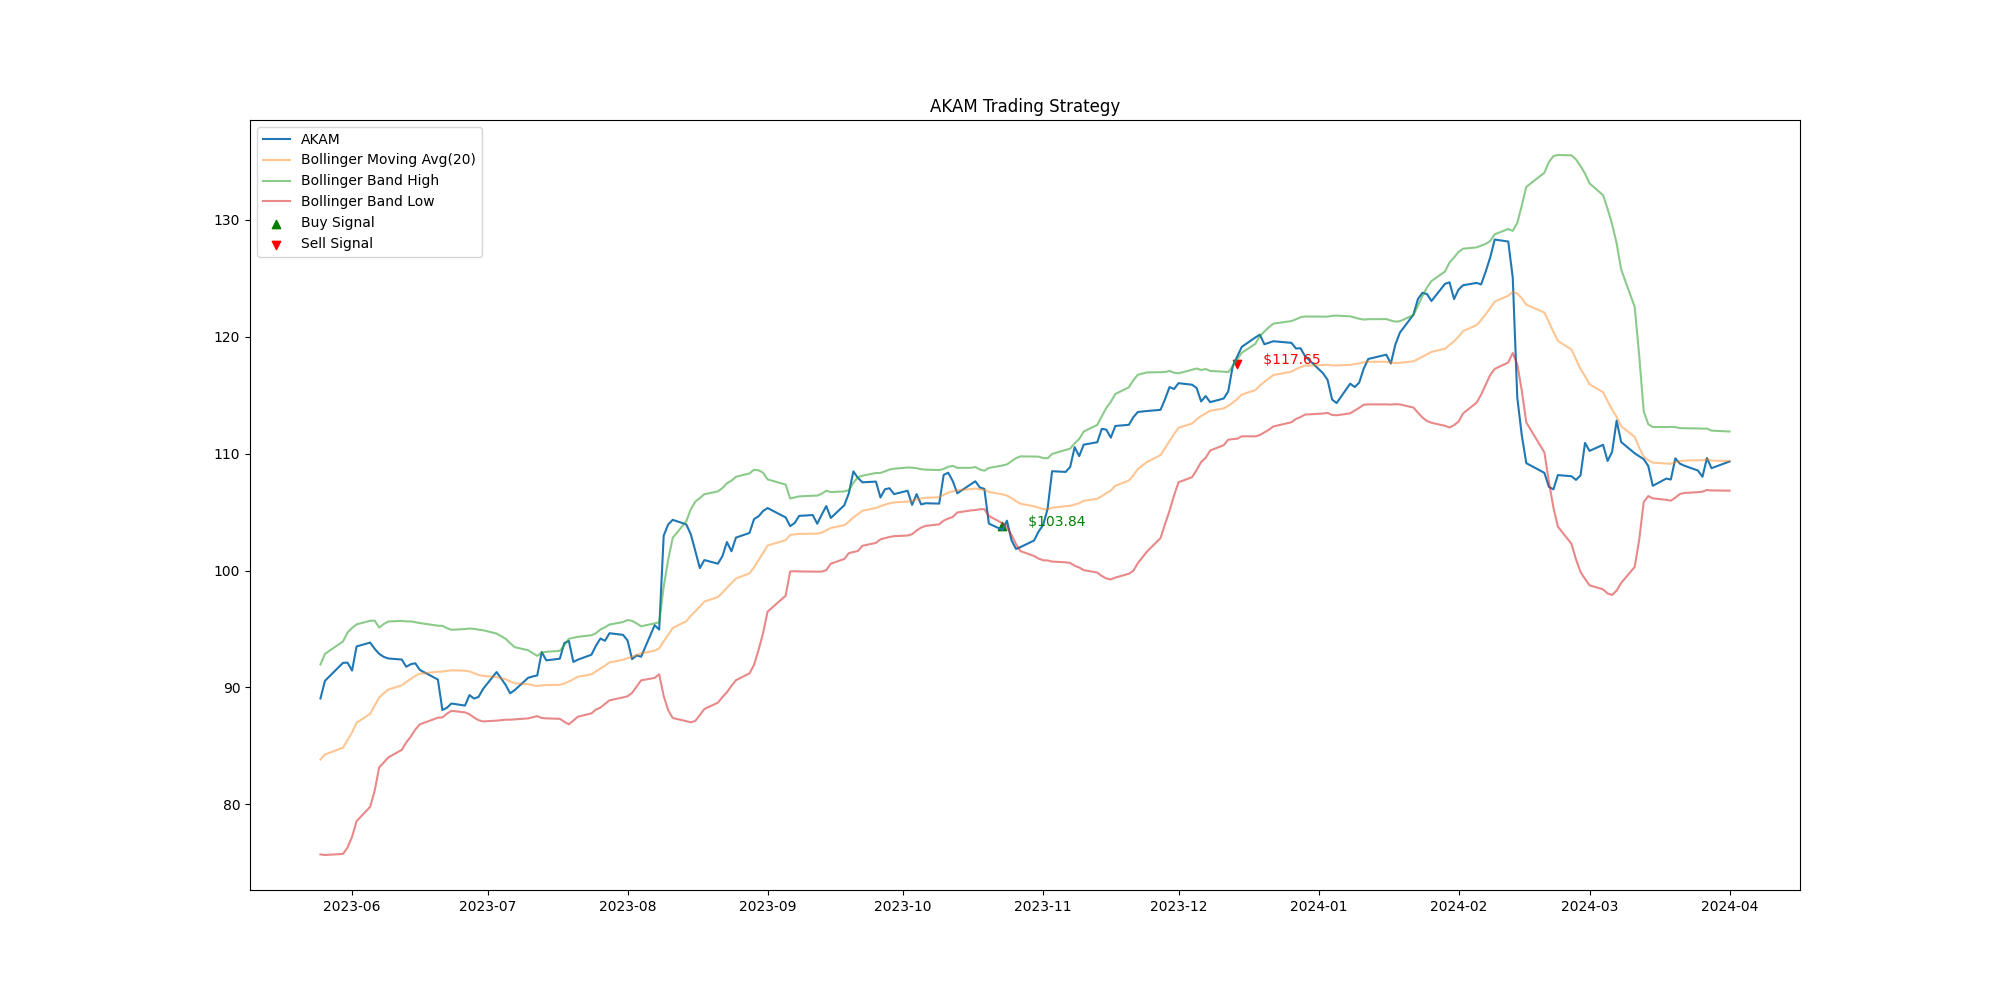 AKAM Trading Strategy
AKAM
Bollinger Moving Avg(20)
Bollinger Band High
Bollinger Band Low
Buy Signal
Sell Signal
130
120
110
100
90
80
$117.65
$103.84
2023-06 2023-07 2023-08 2023-09 2023-10 2023-11 2023-12 2024-01 2024-02 2024-03 2024-04